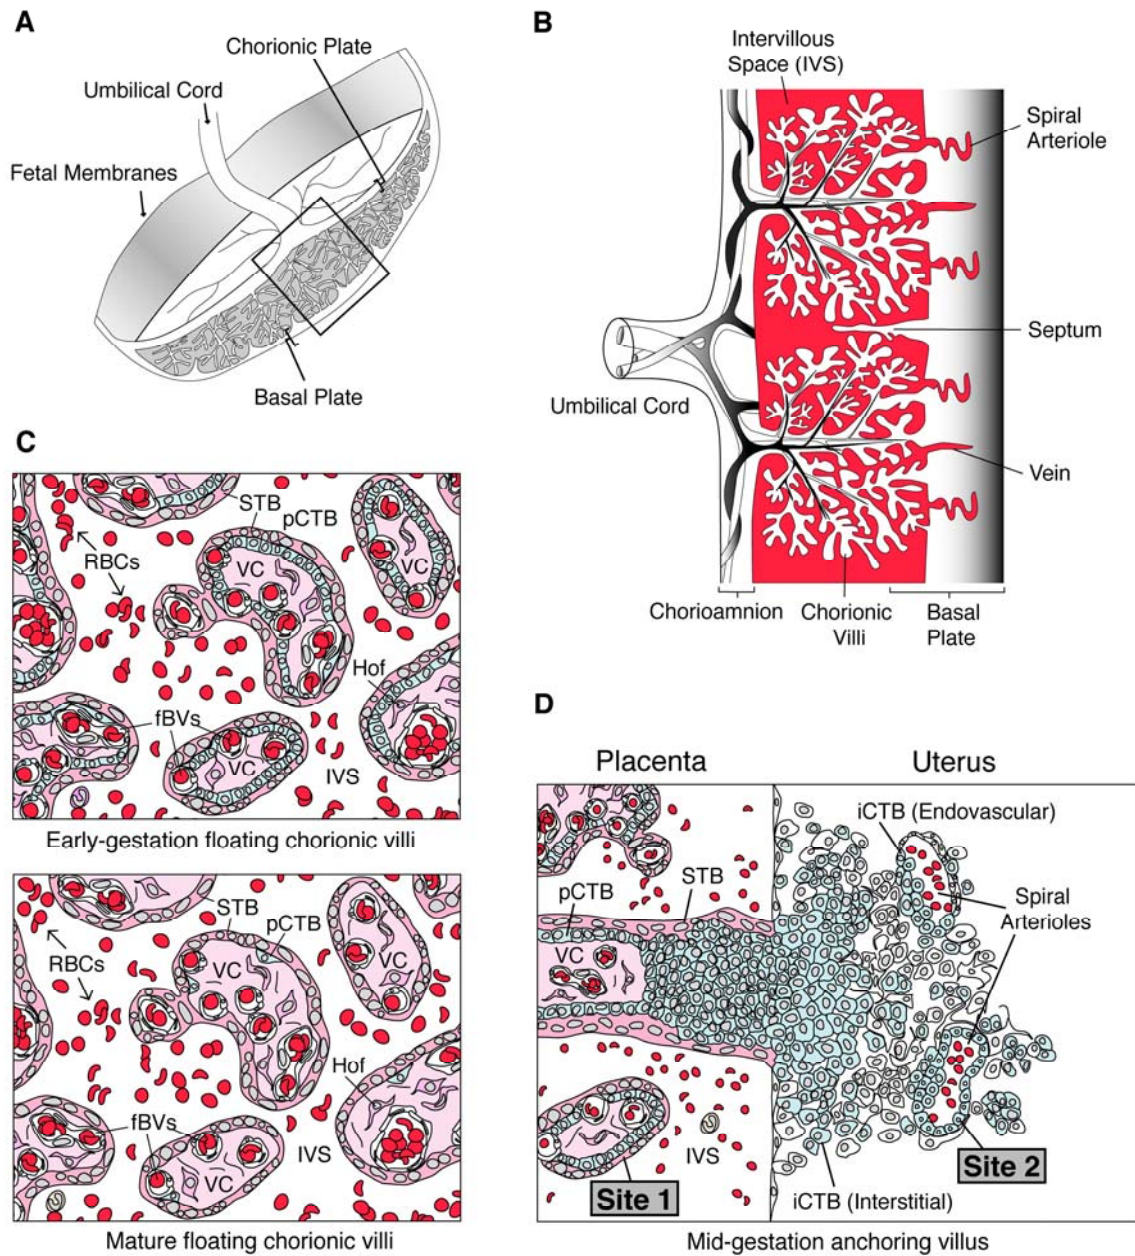 A
Chorionic Plate
Umbilical Cord
Fetal Membranes
Basal Plate
B
Intervillous
Space (IVS)
Spiral
Arteriole
Septum
Umbilical Cord
Vein
Chorioamnion
Chorionic
Villi
Basal
Plate
C
STB
pCTB
RBCs
VC
VC
Hof
fBVs
VC
IVS
Early-gestation floating chorionic villi
STB
pCTB
RBCs
VC
VC
Hof
fBVs
IVS
VC
Mature floating chorionic villi
D
Placenta
Uterus
iCTB (Endovascular)
pCTB
STB
Spiral
Arterioles
VC
IVS
Site 1
Site 2
iCTB (Interstitial)
Mid-gestation anchoring villus